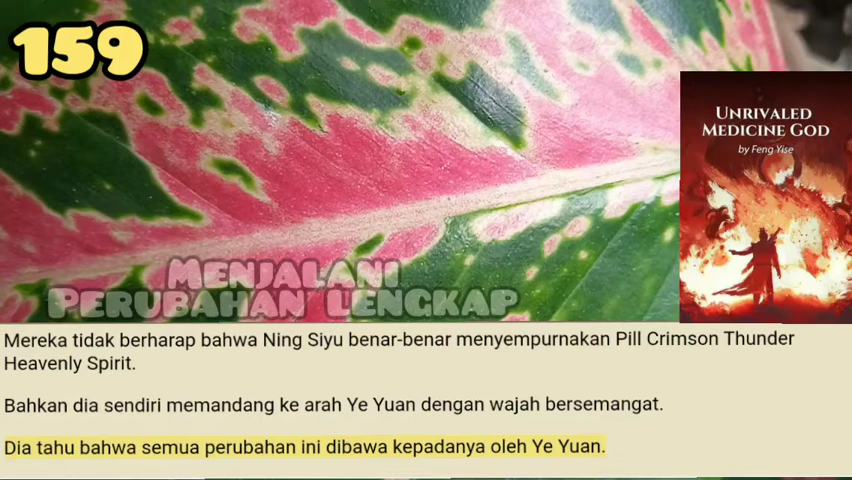 159
UNRIVALED
MEDICINE GOD
by Feng Yise
MENJALANI
PERUBAHAN LENGKAP
Mereka tidak berharap bahwa Ning Siyu benar-benar menyempurnakan Pill Crimson Thunder
Heavenly Spirit.
Bahkan dia sendiri memandang ke arah Ye Yuan dengan wajah bersemangat.
Dia tahu bahwa semua perubahan ini dibawa kepadanya oleh Ye Yuan.